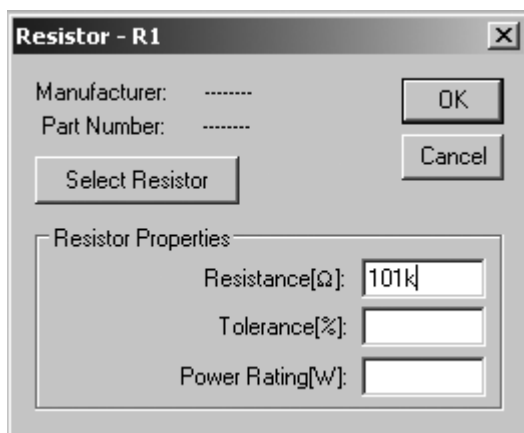 Resistor - R1
Manufacturer: --------
Part Number: --------
OK
Cancel
Select Resistor
Resistor Properties
Resistance[Ω]: 101k
Tolerance[%]:
Power Rating[W]: